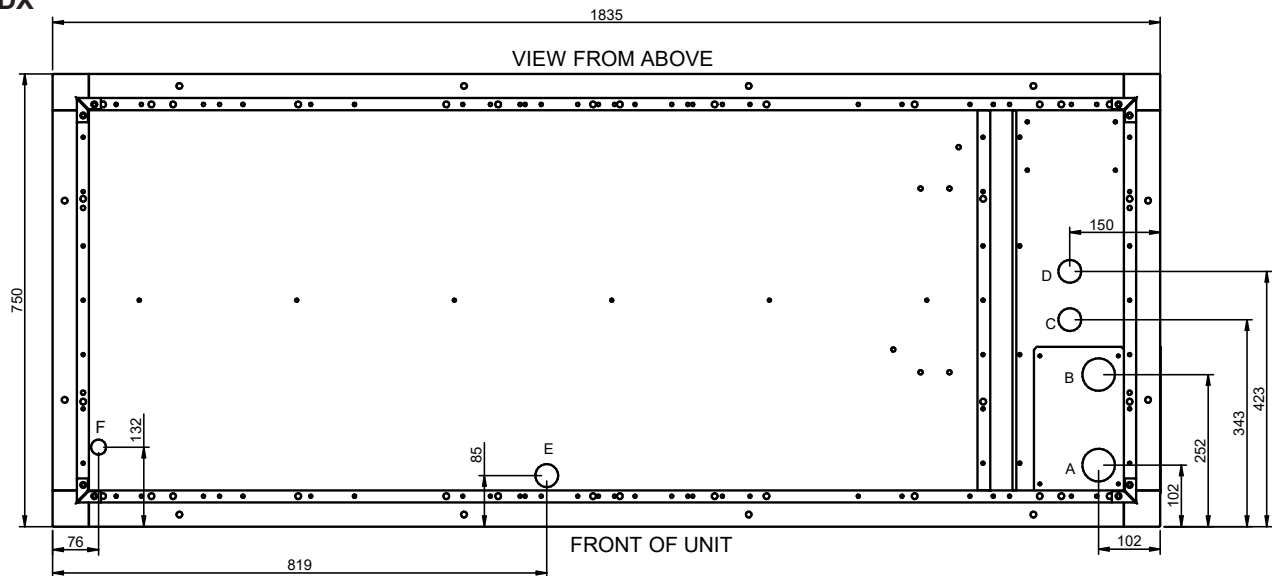 DX
1835
VIEW FROM ABOVE
150
D
750
C
B
423
343
F
132
E
85
252
A
102
76
FRONT OF UNIT
102
819